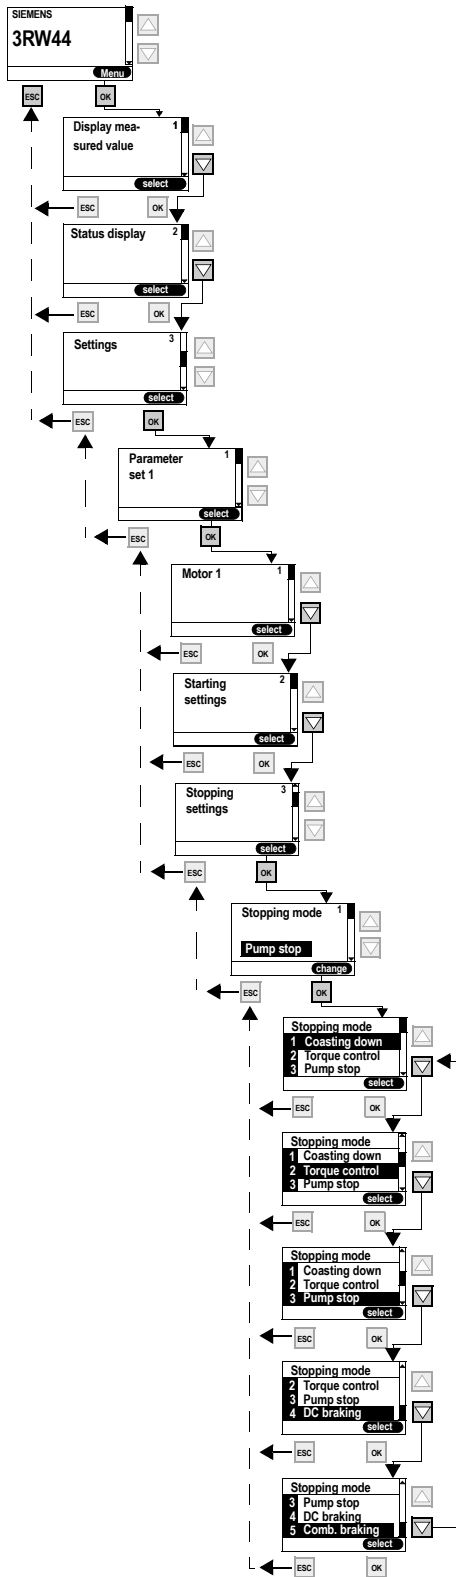 SIEMENS
3RW44
Menu
ESC
OK
Display mea-
sured value
1
select
ESC
OK
Status display
2
select
ESC
OK
Settings
3
select
ESC
OK
Parameter
set 1
1
select
ESC
OK
Motor 1
1
select
ESC
OK
Starting
settings
2
select
ESC
OK
Stopping
settings
3
select
ESC
OK
Stopping mode
1
Pump stop
change
ESC
OK
Stopping mode
1 Coasting down
2 Torque control
3 Pump stop
select
ESC
OK
Stopping mode
1 Coasting down
2 Torque control
3 Pump stop
select
ESC
OK
Stopping mode
1 Coasting down
2 Torque control
3 Pump stop
select
ESC
OK
Stopping mode
2 Torque control
3 Pump stop
4 DC braking
select
ESC
OK
Stopping mode
3 Pump stop
4 DC braking
5 Comb. braking
select
ESC
OK